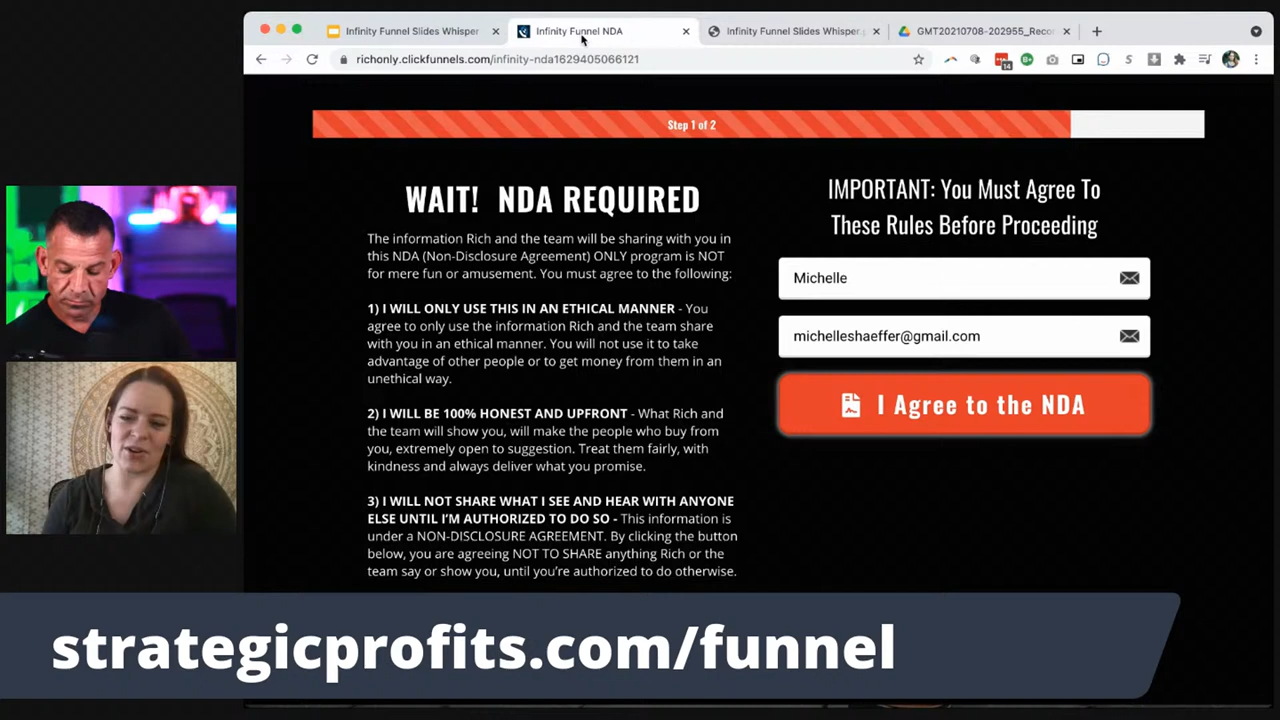 Infinity Funnel Slides Whisper
Infinity Funnel NDA
Infinity Funnel Slides Whisper.
GMT20210708-202955_Recor
richonly.clickfunnels.com/infinity-nda1629405066121
14
Step 1 of 2
WAIT! NDA REQUIRED
The information Rich and the team will be sharing with you in
this NDA (Non-Disclosure Agreement) ONLY program is NOT
for mere fun or amusement. You must agree to the following:
1) I WILL ONLY USE THIS IN AN ETHICAL MANNER - You
agree to only use the information Rich and the team share
with you in an ethical manner. You will not use it to take
advantage of other people or to get money from them in an
unethical way.
2) I WILL BE 100% HONEST AND UPFRONT - What Rich and
the team will show you, will make the people who buy from
you, extremely open to suggestion. Treat them fairly, with
kindness and always deliver what you promise.
3) I WILL NOT SHARE WHAT I SEE AND HEAR WITH ANYONE
ELSE UNTIL I'M AUTHORIZED TO DO SO - This information is
under a NON-DISCLOSURE AGREEMENT. By clicking the button
below, you are agreeing NOT TO SHARE anything Rich or the
team say or show you, until you're authorized to do otherwise.
IMPORTANT: You Must Agree To
These Rules Before Proceeding
Michelle
michelleshaeffer@gmail.com
I Agree to the NDA
strategicprofits.com/funnel